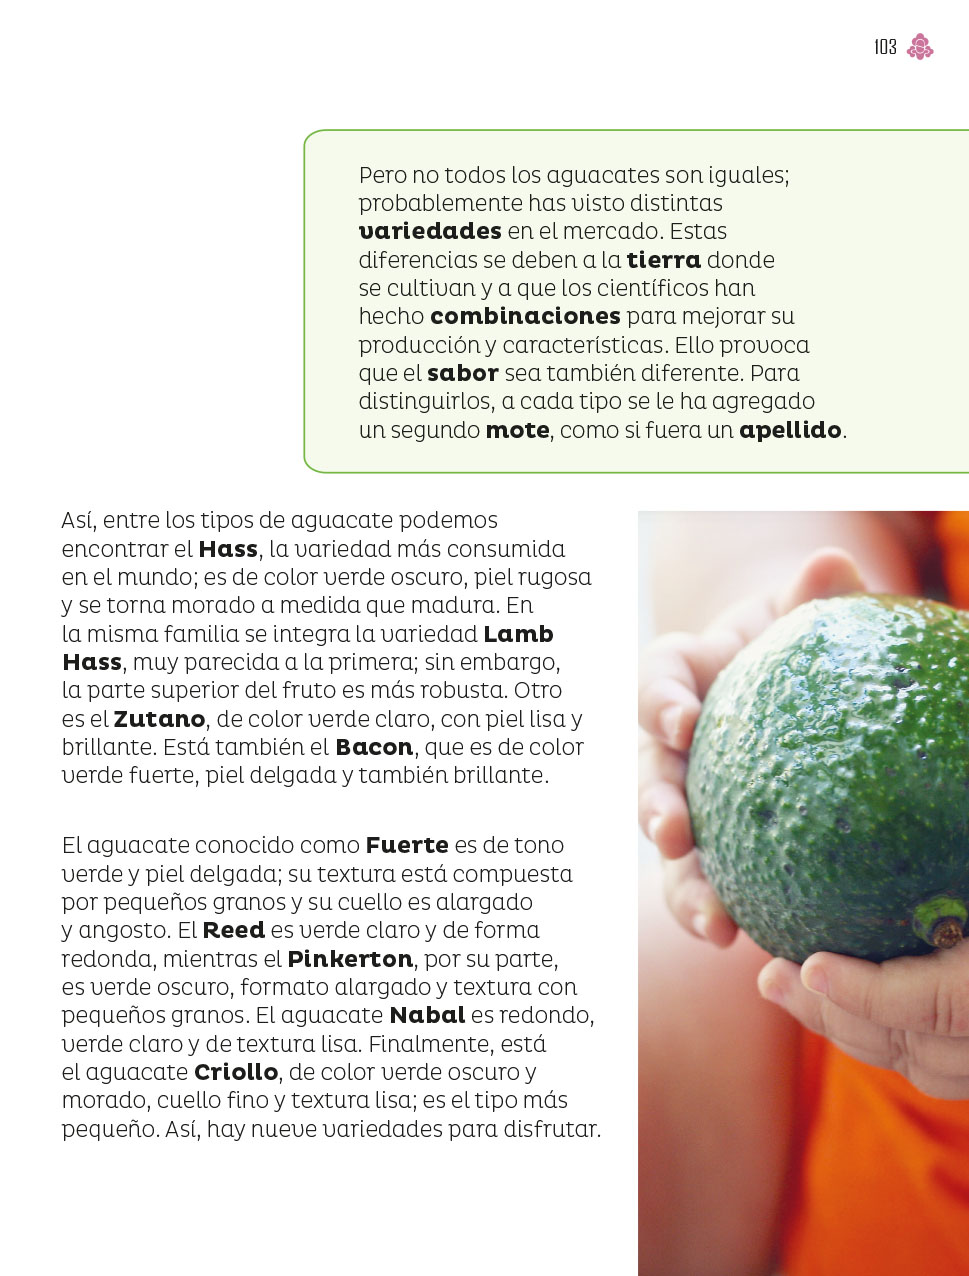 103
Pero no todos los aguacates son iguales;
probablemente has visto distintas
variedades en el mercado. Estas
diferencias se deben a la tierra donde
se cultivan y a que los científicos han
hecho combinaciones para mejorar su
producción y características. Ello provoca
que el sabor sea también diferente. Para
distinguirlos, a cada tipo se le ha agregado
un segundo mote, como si fuera un apellido.
Así, entre los tipos de aguacate podemos
encontrar el Hass, la variedad más consumida
en el mundo; es de color verde oscuro, piel rugosa
y se torna morado a medida que madura. En
la misma familia se integra la variedad Lamb
Hass, muy parecida a la primera; sin embargo,
la parte superior del fruto es más robusta. Otro
es el Zutano, de color verde claro, con piel lisa y
brillante. Está también el Bacon, que es de color
verde fuerte, piel delgada y también brillante.
El aguacate conocido como Fuerte es de tono
verde y piel delgada; su textura está compuesta
por pequeños granos y su cuello es alargado
y angosto. El Reed es verde claro y de forma
redonda, mientras el Pinkerton, por su parte,
es verde oscuro, formato alargado y textura con
pequeños granos. El aguacate Nabal es redondo,
verde claro y de textura lisa. Finalmente, está
el aguacate Criollo, de color verde oscuro y
morado, cuello fino y textura lisa; es el tipo más
pequeño. Así, hay nueve variedades para disfrutar.